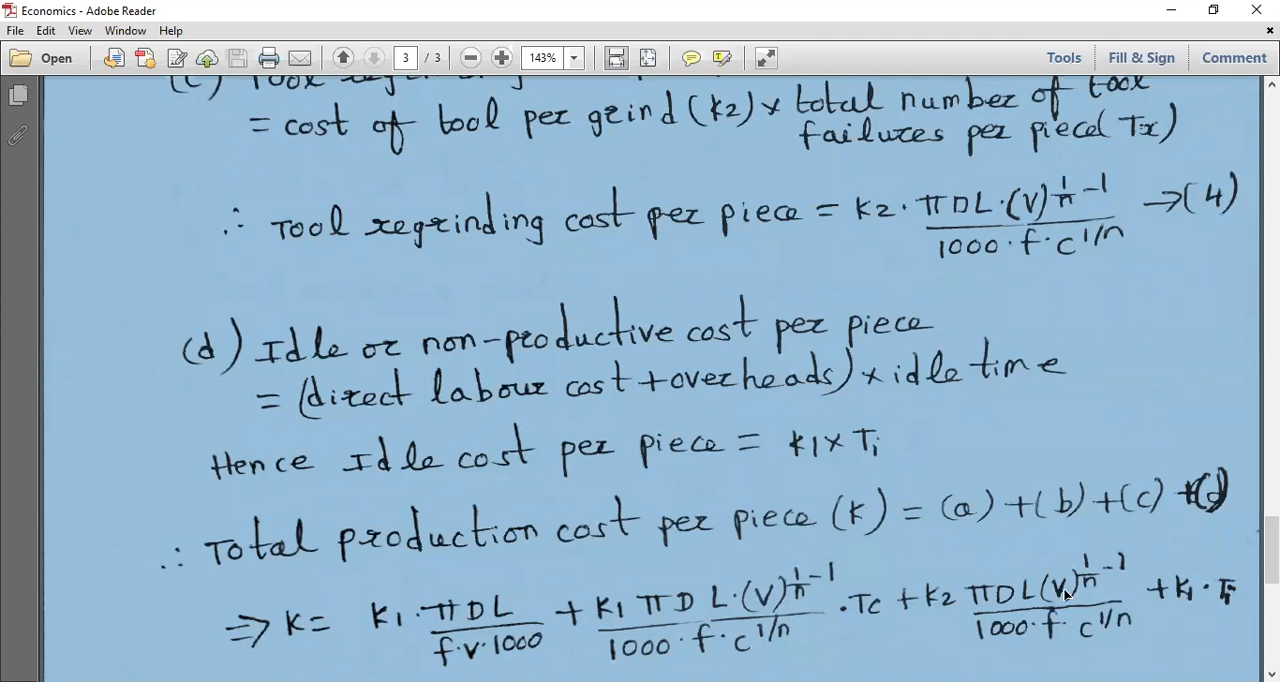 Economics - Adobe Reader
File Edit View Window Help
Open 3 / 3 143% Tools Fill & Sign Comment
= cost of tool per grind (K2) × total number of tool
failures per piece (Tx)
∴ Tool regrinding cost per piece = K2 · πDL·(V)^(1/n -1) / 1000·f·C^(1/n) → (4)
(d) Idle or non-productive cost per piece
= (direct labour cost + overheads) × idle time
Hence Idle cost per piece = K1 × Ti
∴ Total production cost per piece (K) = (a) + (b) + (c) + (d)
⇒ K = K1 · πDL / f·V·1000 + K1 πD L·(V)^(1/n -1) / 1000·f·C^(1/n) · Tc + K2 πDL(V)^(1/n -1) / 1000·f·C^(1/n) + K1 · Ti